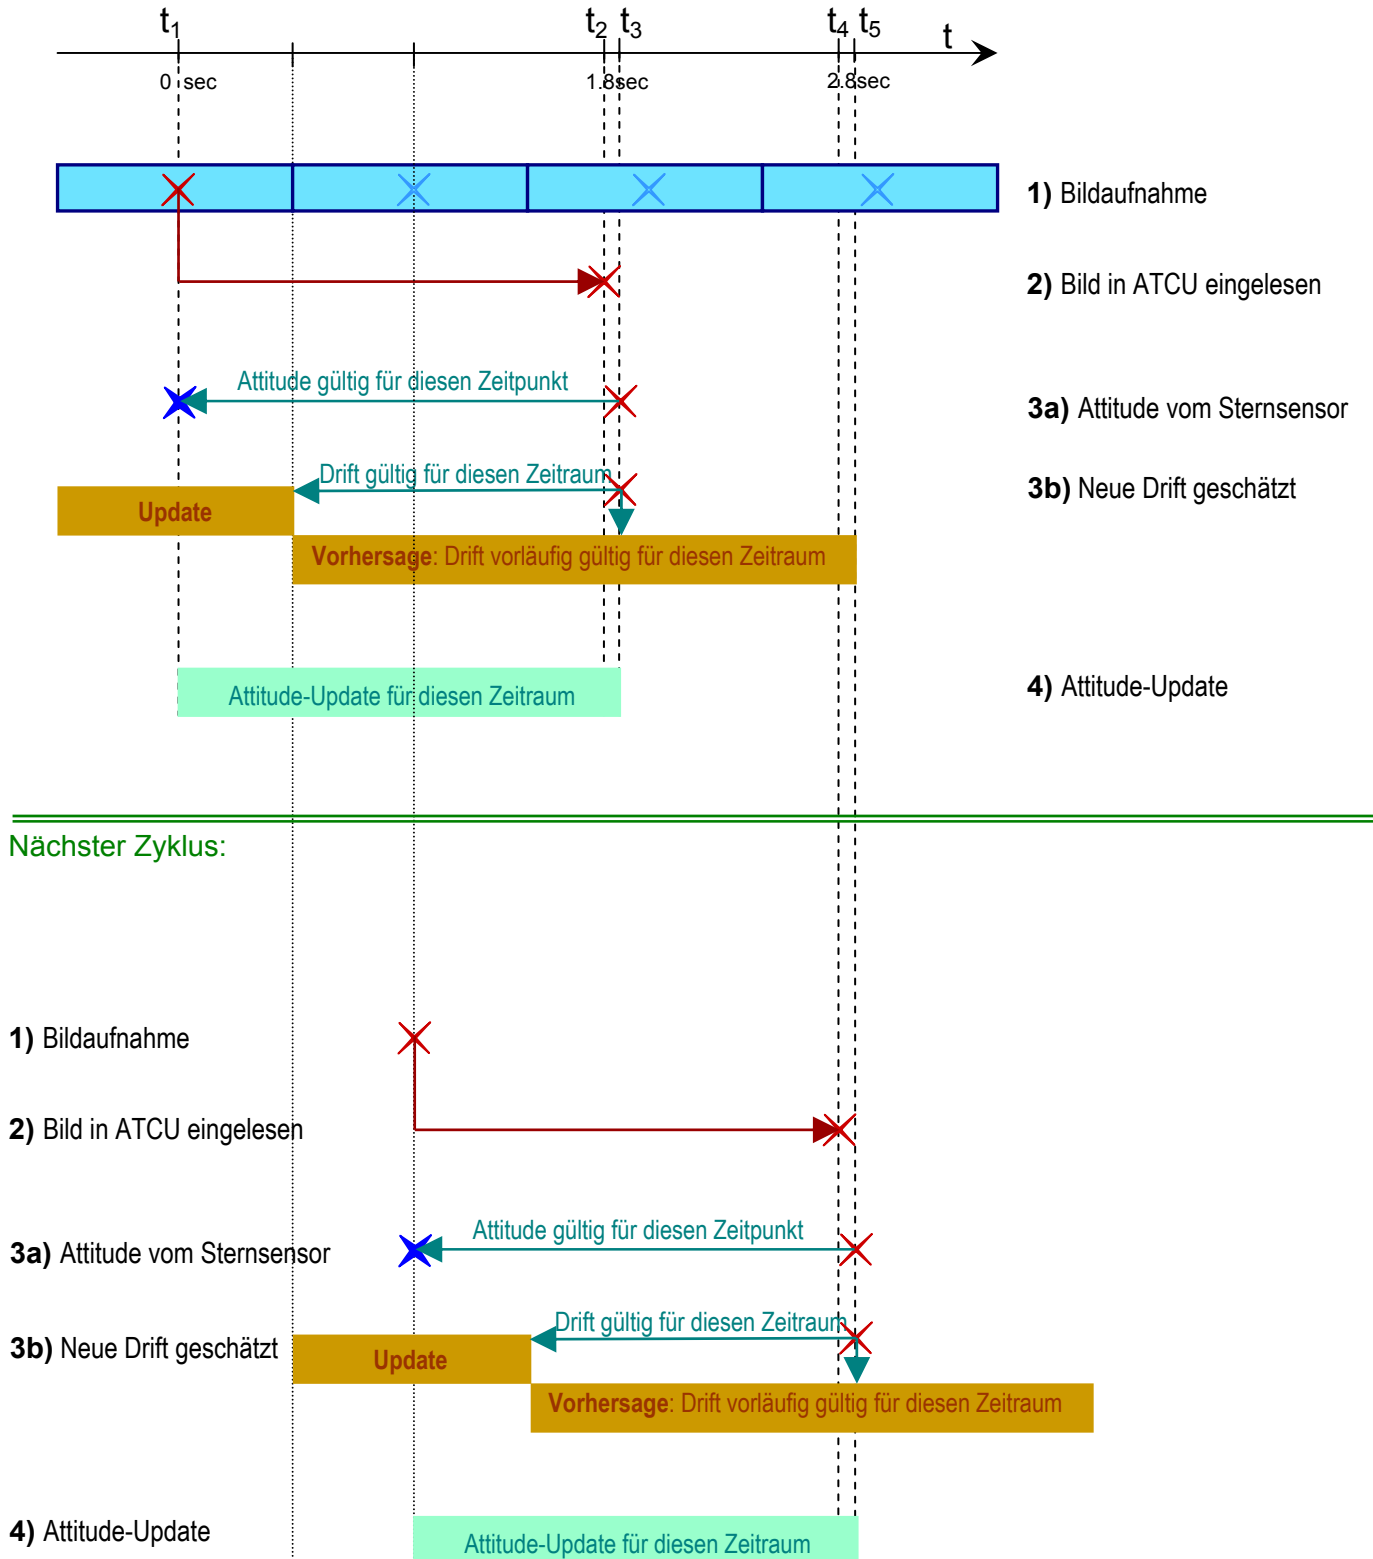 t1 t2 t3 t4 t5 t
0 sec 1.8sec 2.8sec
1) Bildaufnahme
2) Bild in ATCU eingelesen
Attitude gültig für diesen Zeitpunkt
3a) Attitude vom Sternsensor
Drift gültig für diesen Zeitraum
3b) Neue Drift geschätzt
Update
Vorhersage: Drift vorläufig gültig für diesen Zeitraum
Attitude-Update für diesen Zeitraum
4) Attitude-Update
Nächster Zyklus:
1) Bildaufnahme
2) Bild in ATCU eingelesen
Attitude gültig für diesen Zeitpunkt
3a) Attitude vom Sternsensor
Drift gültig für diesen Zeitraum
3b) Neue Drift geschätzt
Update
Vorhersage: Drift vorläufig gültig für diesen Zeitraum
4) Attitude-Update
Attitude-Update für diesen Zeitraum